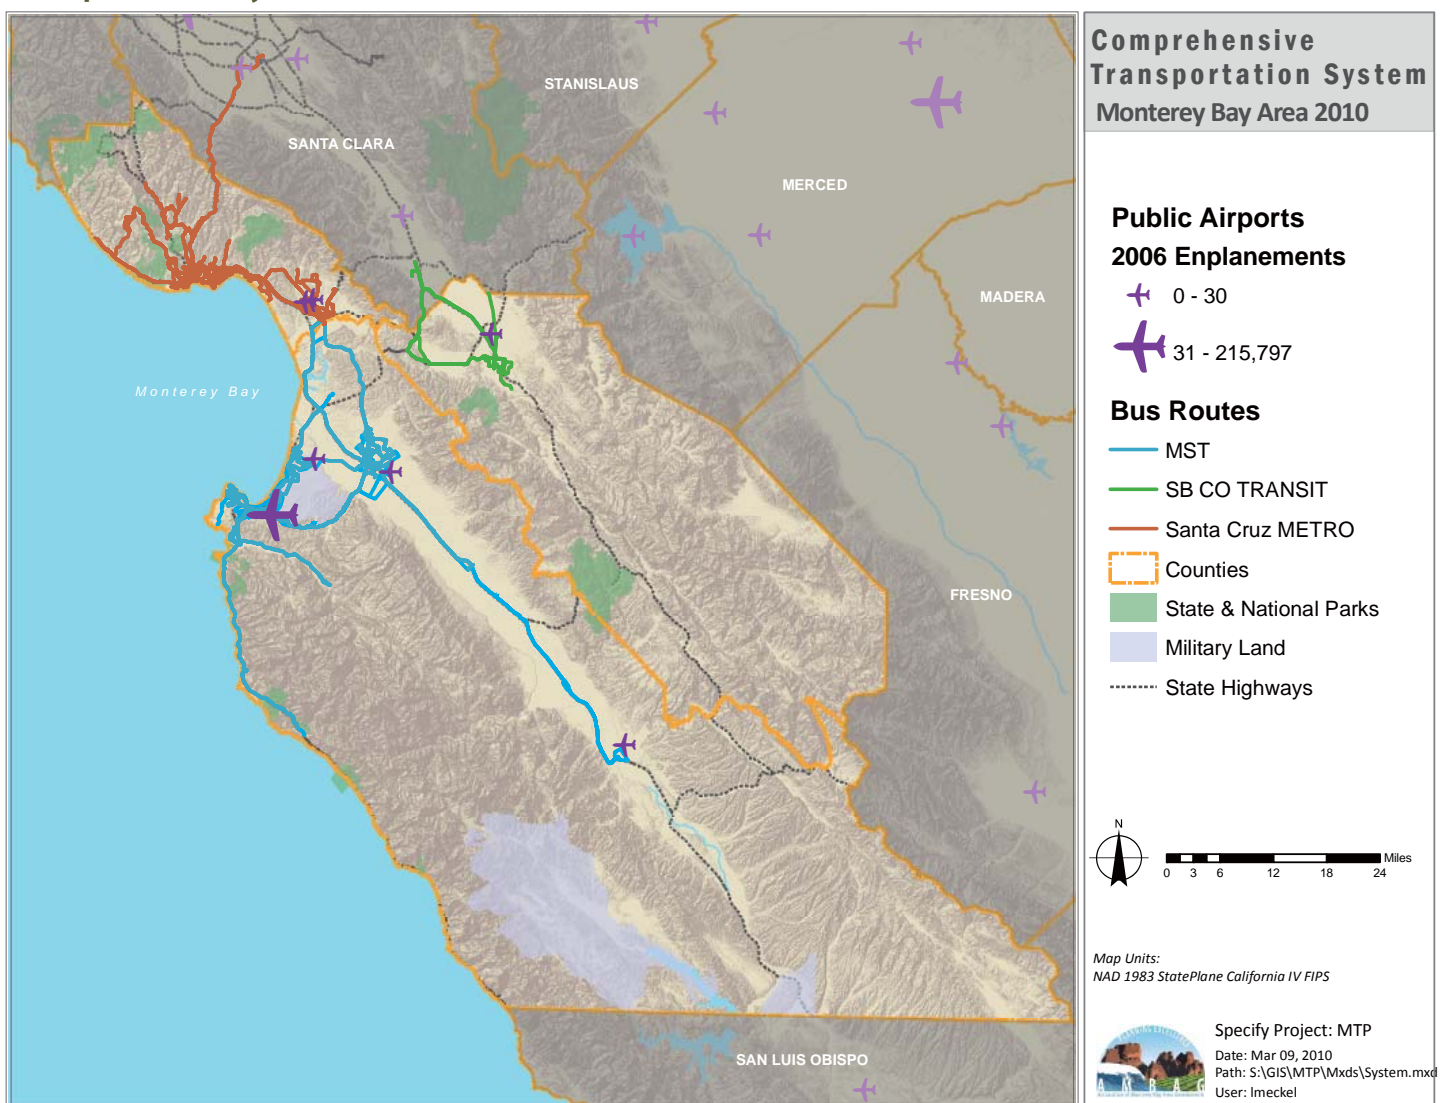 Comprehensive
Transportation System
Monterey Bay Area 2010
STANISLAUS
SANTA CLARA
MERCED
MADERA
Monterey Bay
FRESNO
SAN LUIS OBISPO
Public Airports
2006 Enplanements
0 - 30
31 - 215,797
Bus Routes
MST
SB CO TRANSIT
Santa Cruz METRO
Counties
State & National Parks
Military Land
State Highways
N
Miles
0 3 6 12 18 24
Map Units:
NAD 1983 StatePlane California IV FIPS
Specify Project: MTP
Date: Mar 09, 2010
Path: S:\GIS\MTP\Mxds\System.mxd
User: lmeckel
AMBAG